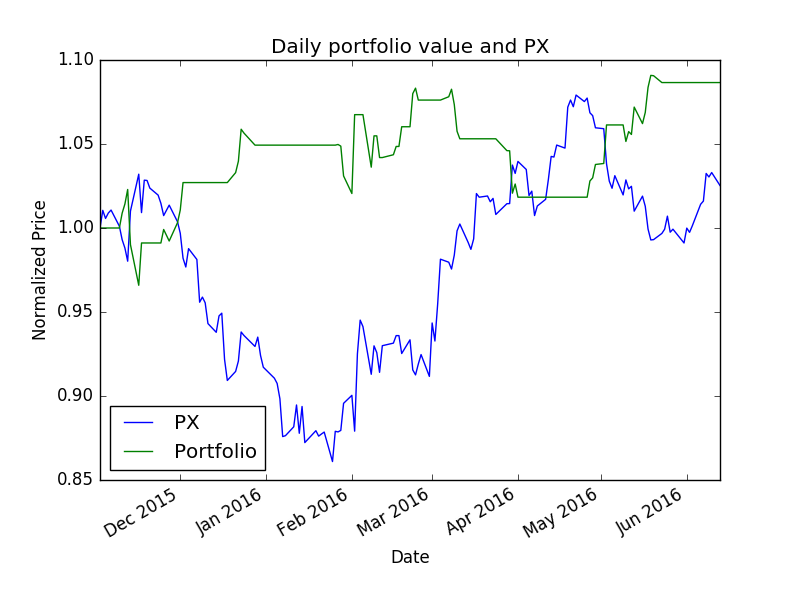 Daily portfolio value and PX
1.10
1.05
1.00
0.95
0.90
0.85
Normalized Price
PX
Portfolio
Dec 2015
Jan 2016
Feb 2016
Mar 2016
Apr 2016
May 2016
Jun 2016
Date